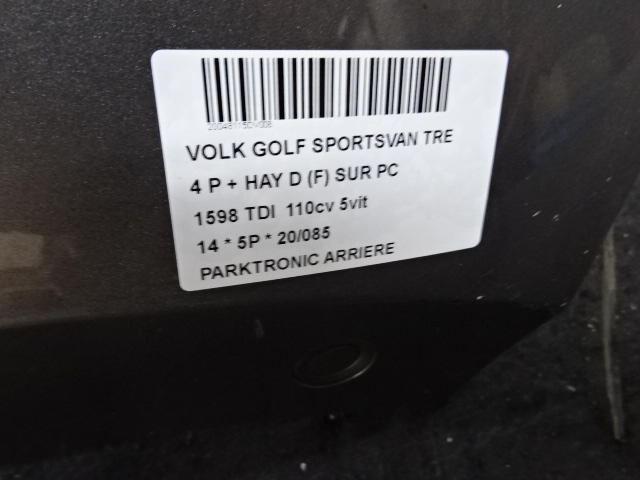 VOLK GOLF SPORTSVAN TRE
4 P + HAY D (F) SUR PC
1598 TDI 110cv 5vit
14 * 5P * 20/085
PARKTRONIC ARRIERE